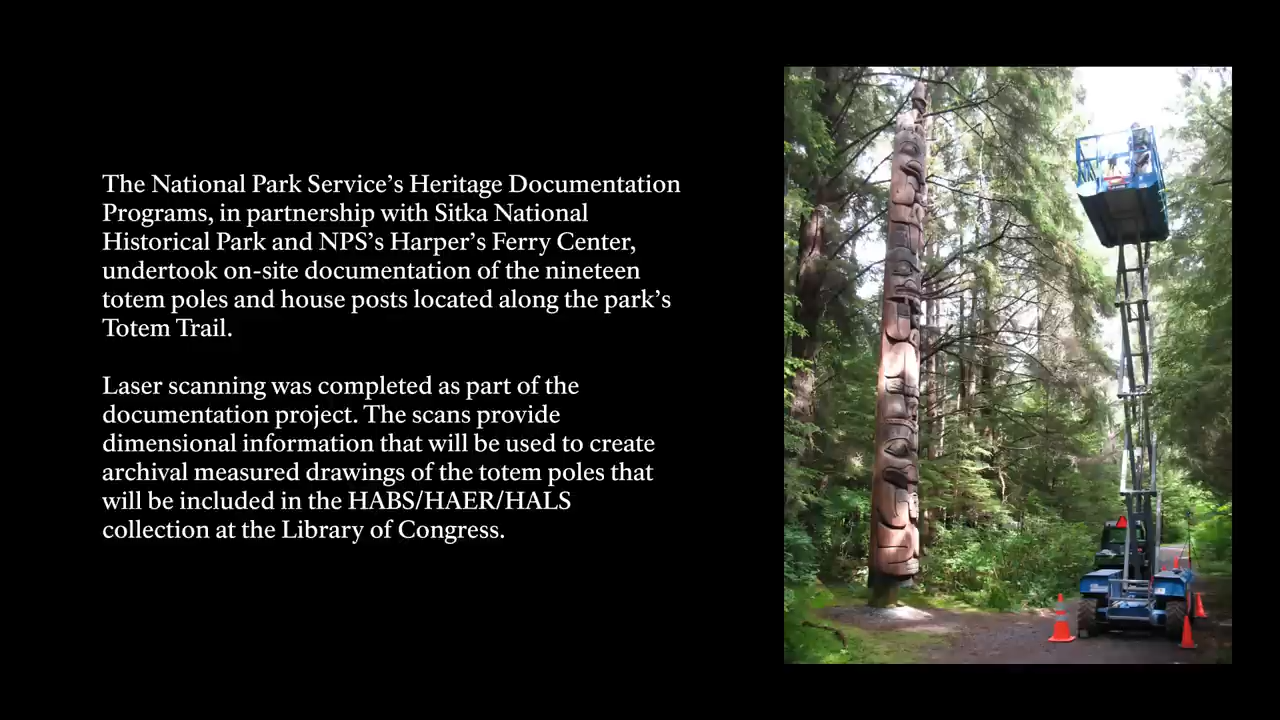 The National Park Service’s Heritage Documentation
Programs, in partnership with Sitka National
Historical Park and NPS’s Harper’s Ferry Center,
undertook on-site documentation of the nineteen
totem poles and house posts located along the park’s
Totem Trail.
Laser scanning was completed as part of the
documentation project. The scans provide
dimensional information that will be used to create
archival measured drawings of the totem poles that
will be included in the HABS/HAER/HALS
collection at the Library of Congress.